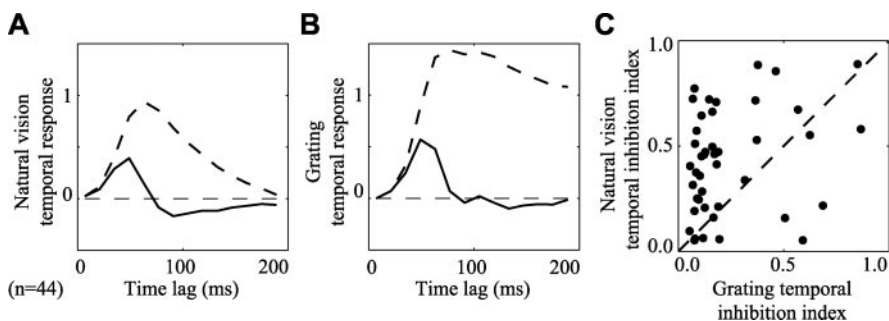 A
Natural vision
temporal response
1
0
0
100
200
Time lag (ms)
(n=44)
B
Grating
temporal response
1
0
0
100
200
Time lag (ms)
C
Natural vision
temporal inhibiton index
1.0
0.5
0.0
0.0
0.5
1.0
Grating temporal
inhibition index